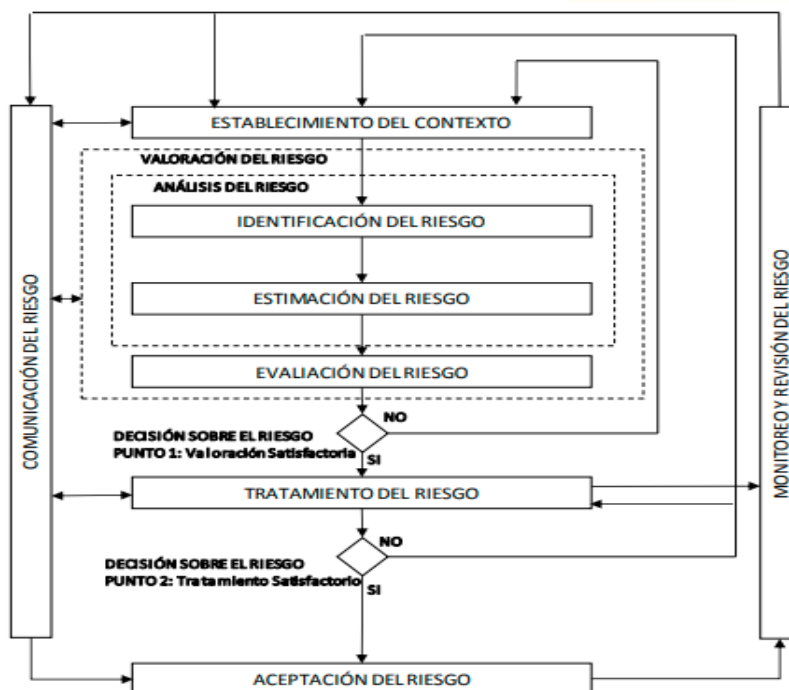 ESTABLECIMIENTO DEL CONTEXTO
VALORACIÓN DEL RIESGO
ANÁLISIS DEL RIESGO
IDENTIFICACIÓN DEL RIESGO
ESTIMACIÓN DEL RIESGO
EVALIACIÓN DEL RIESGO
NO
DECISIÓN SOBRE EL RIESGO
PUNTO 1: Valoración Satisfactoria
SI
TRATAMIENTO DEL RIESGO
NO
DECISIÓN SOBRE EL RIESGO
PUNTO 2: Tratamiento Satisfactorio
SI
ACEPTACIÓN DEL RIESGO
COMUNICACIÓN DEL RIESGO
MONITOREO Y REVISIÓN DEL RIESGO